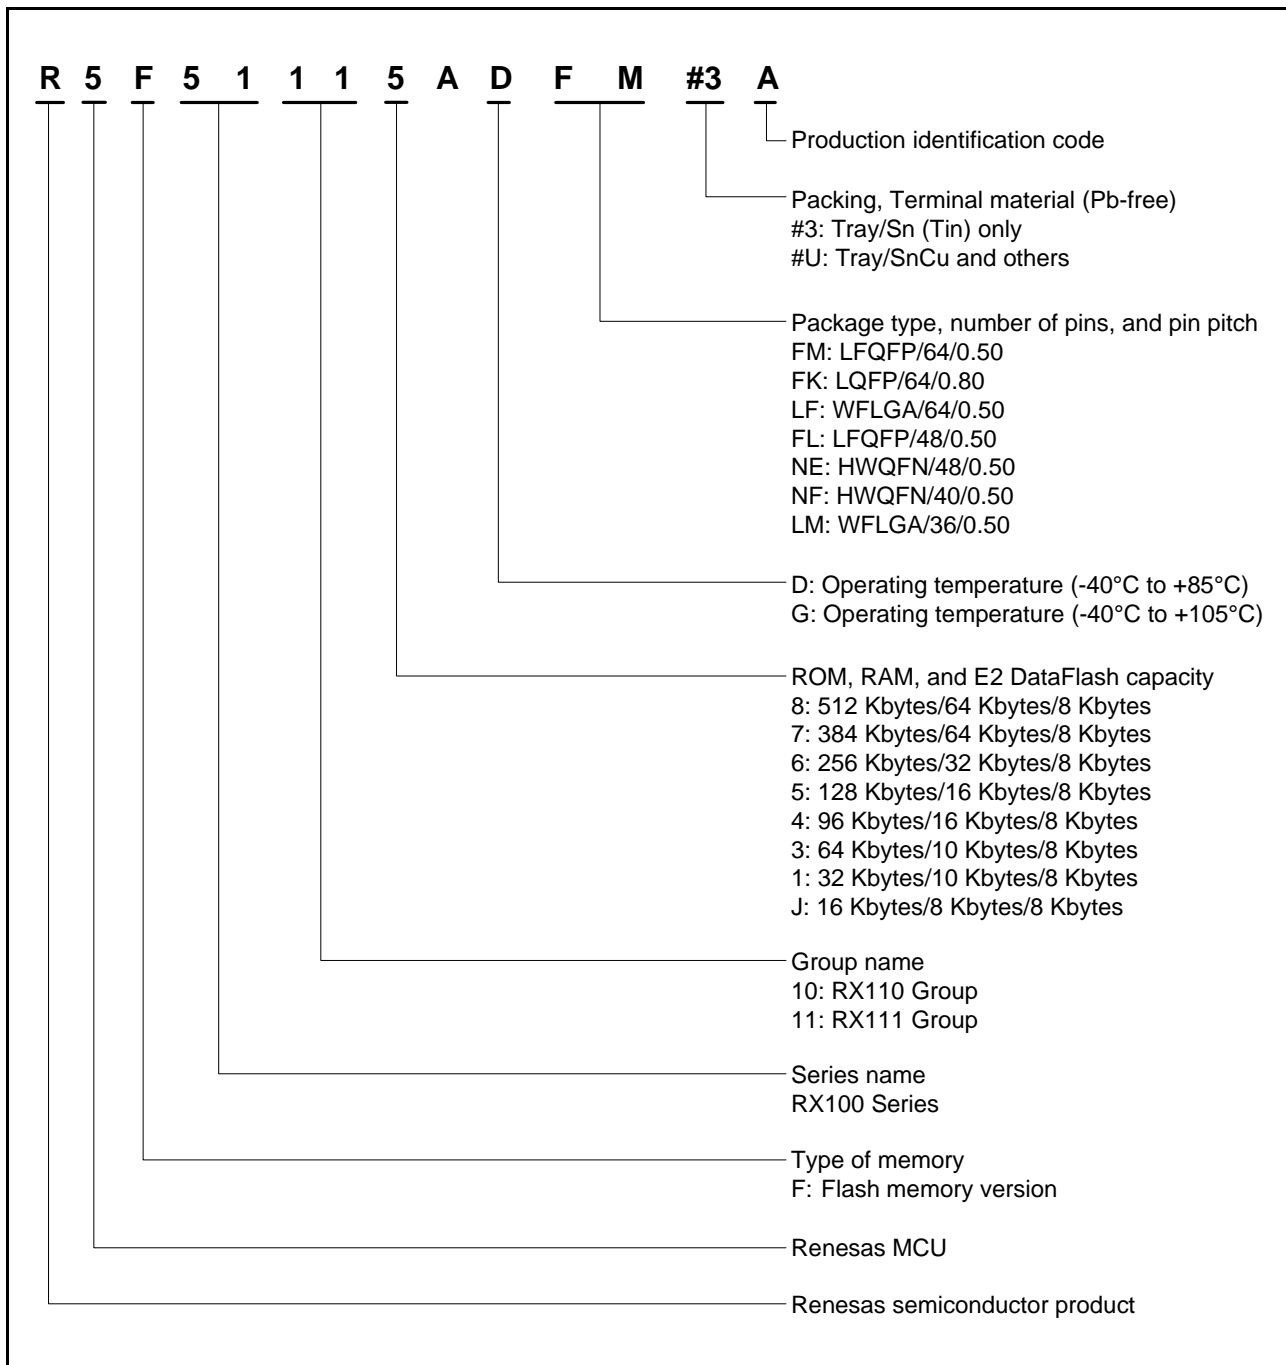 R 5 F 5 1 1 1 5 A D F M #3 A
Production identification code
Packing, Terminal material (Pb-free)
#3: Tray/Sn (Tin) only
#U: Tray/SnCu and others
Package type, number of pins, and pin pitch
FM: LFQFP/64/0.50
FK: LQFP/64/0.80
LF: WFLGA/64/0.50
FL: LFQFP/48/0.50
NE: HWQFN/48/0.50
NF: HWQFN/40/0.50
LM: WFLGA/36/0.50
D: Operating temperature (-40°C to +85°C)
G: Operating temperature (-40°C to +105°C)
ROM, RAM, and E2 DataFlash capacity
8: 512 Kbytes/64 Kbytes/8 Kbytes
7: 384 Kbytes/64 Kbytes/8 Kbytes
6: 256 Kbytes/32 Kbytes/8 Kbytes
5: 128 Kbytes/16 Kbytes/8 Kbytes
4: 96 Kbytes/16 Kbytes/8 Kbytes
3: 64 Kbytes/10 Kbytes/8 Kbytes
1: 32 Kbytes/10 Kbytes/8 Kbytes
J: 16 Kbytes/8 Kbytes/8 Kbytes
Group name
10: RX110 Group
11: RX111 Group
Series name
RX100 Series
Type of memory
F: Flash memory version
Renesas MCU
Renesas semiconductor product